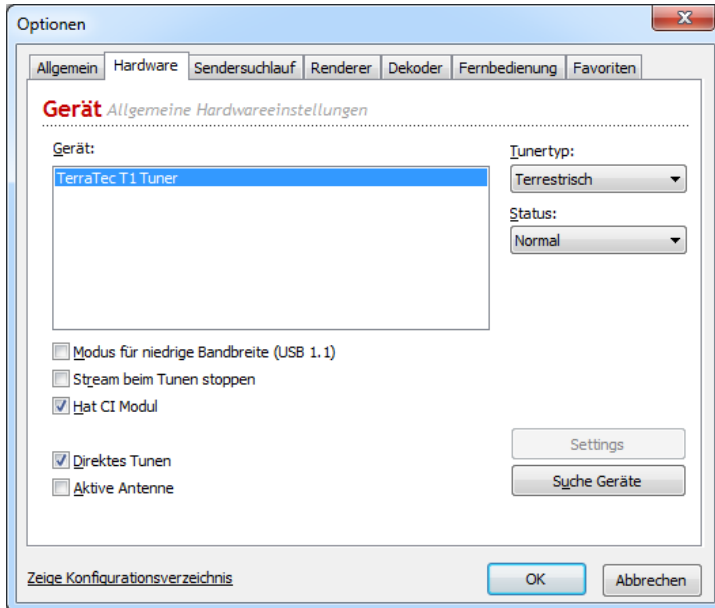 Optionen
Allgemein Hardware Sendersuchlauf Renderer Dekoder Fernbedienung Favoriten
Gerät Allgemeine Hardwareeinstellungen
Gerät:
TerraTec T1 Tuner
Tunertyp:
Terrestrisch
Status:
Normal
Modus für niedrige Bandbreite (USB 1.1)
Stream beim Tunen stoppen
Hat CI Modul
Direktes Tunen
Aktive Antenne
Settings
Suche Geräte
Zeige Konfigurationsverzeichnis
OK
Abbrechen